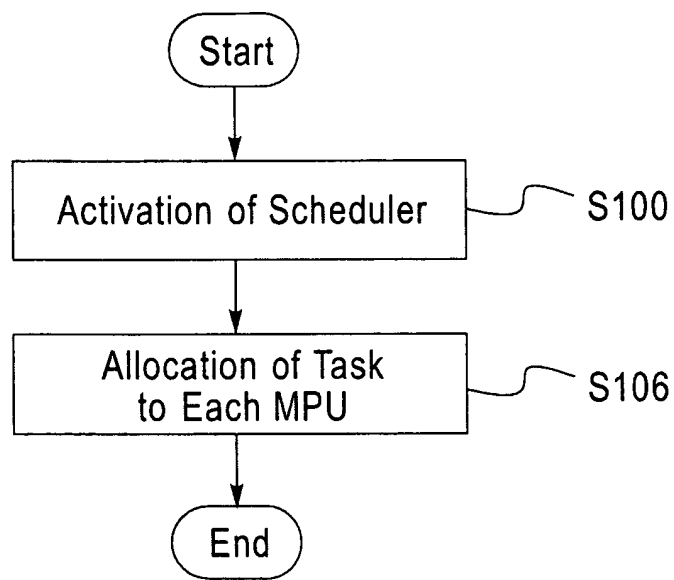 Start
Activation of Scheduler
S100
Allocation of Task
to Each MPU
S106
End